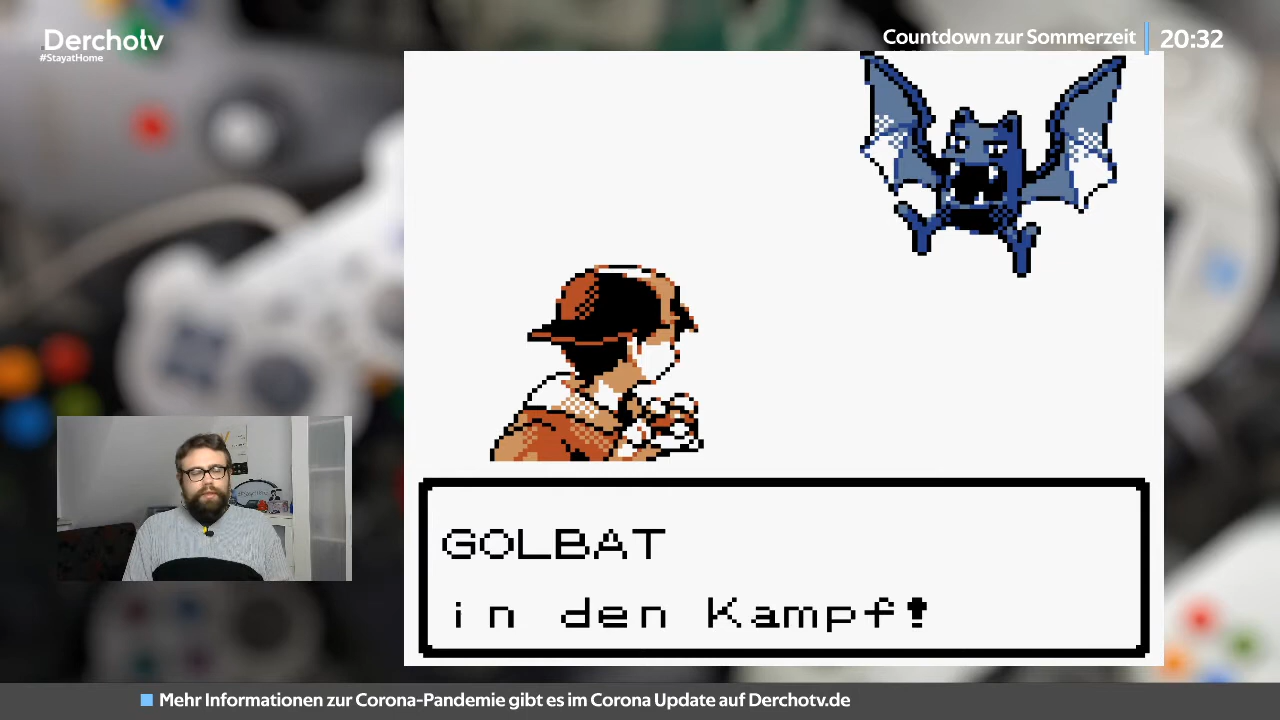 Derchotv
#StayatHome
Countdown zur Sommerzeit 20:32
GOLBAT
in den Kampf!
Mehr Informationen zur Corona-Pandemie gibt es im Corona Update auf Derchotv.de